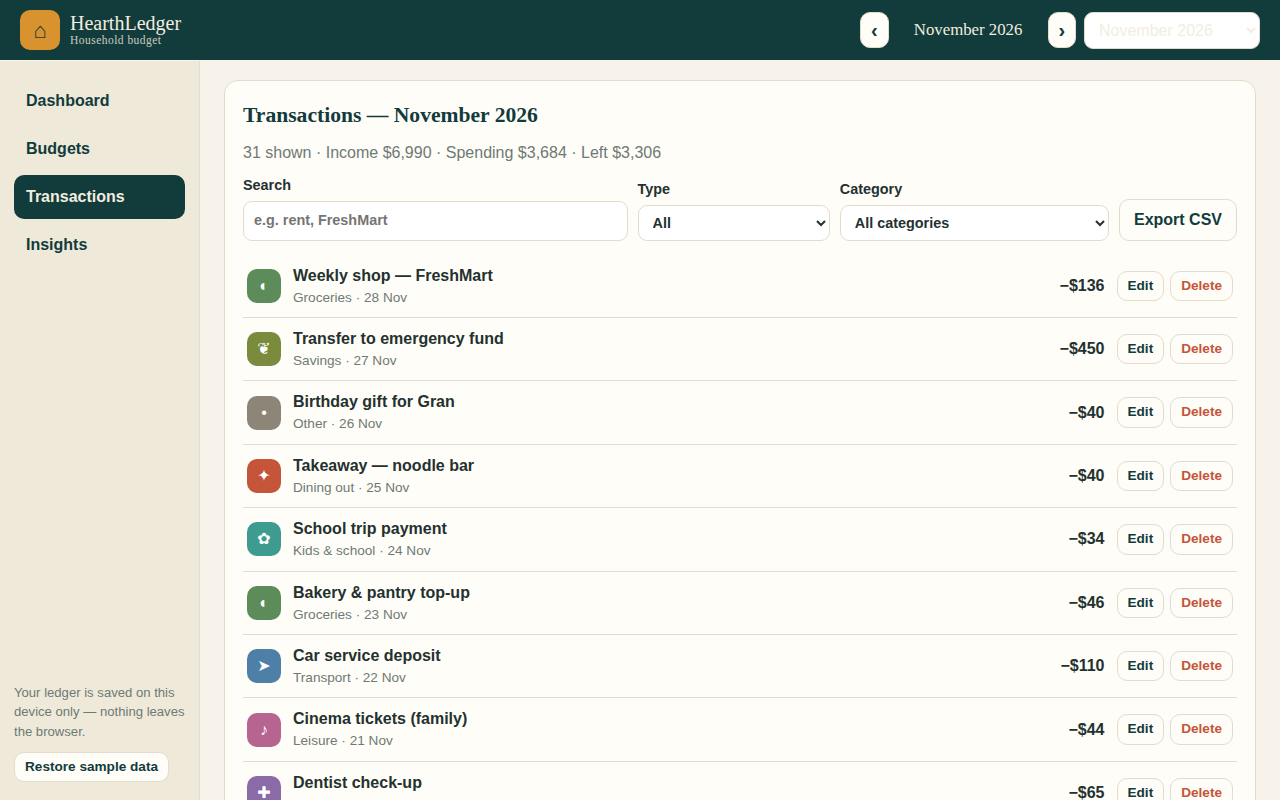 HearthLedger
Household budget
‹
November 2026
›
November 2026
Dashboard
Budgets
Transactions
Insights
Your ledger is saved on this
device only — nothing leaves
the browser.
Restore sample data
Transactions — November 2026
31 shown · Income $6,990 · Spending $3,684 · Left $3,306
Search
Type
Category
e.g. rent, FreshMart
All
All categories
Export CSV
Weekly shop — FreshMart
Groceries · 28 Nov
−$136
Edit
Delete
Transfer to emergency fund
Savings · 27 Nov
−$450
Edit
Delete
Birthday gift for Gran
Other · 26 Nov
−$40
Edit
Delete
Takeaway — noodle bar
Dining out · 25 Nov
−$40
Edit
Delete
School trip payment
Kids & school · 24 Nov
−$34
Edit
Delete
Bakery & pantry top-up
Groceries · 23 Nov
−$46
Edit
Delete
Car service deposit
Transport · 22 Nov
−$110
Edit
Delete
Cinema tickets (family)
Leisure · 21 Nov
−$44
Edit
Delete
Dentist check-up
−$65
Edit
Delete